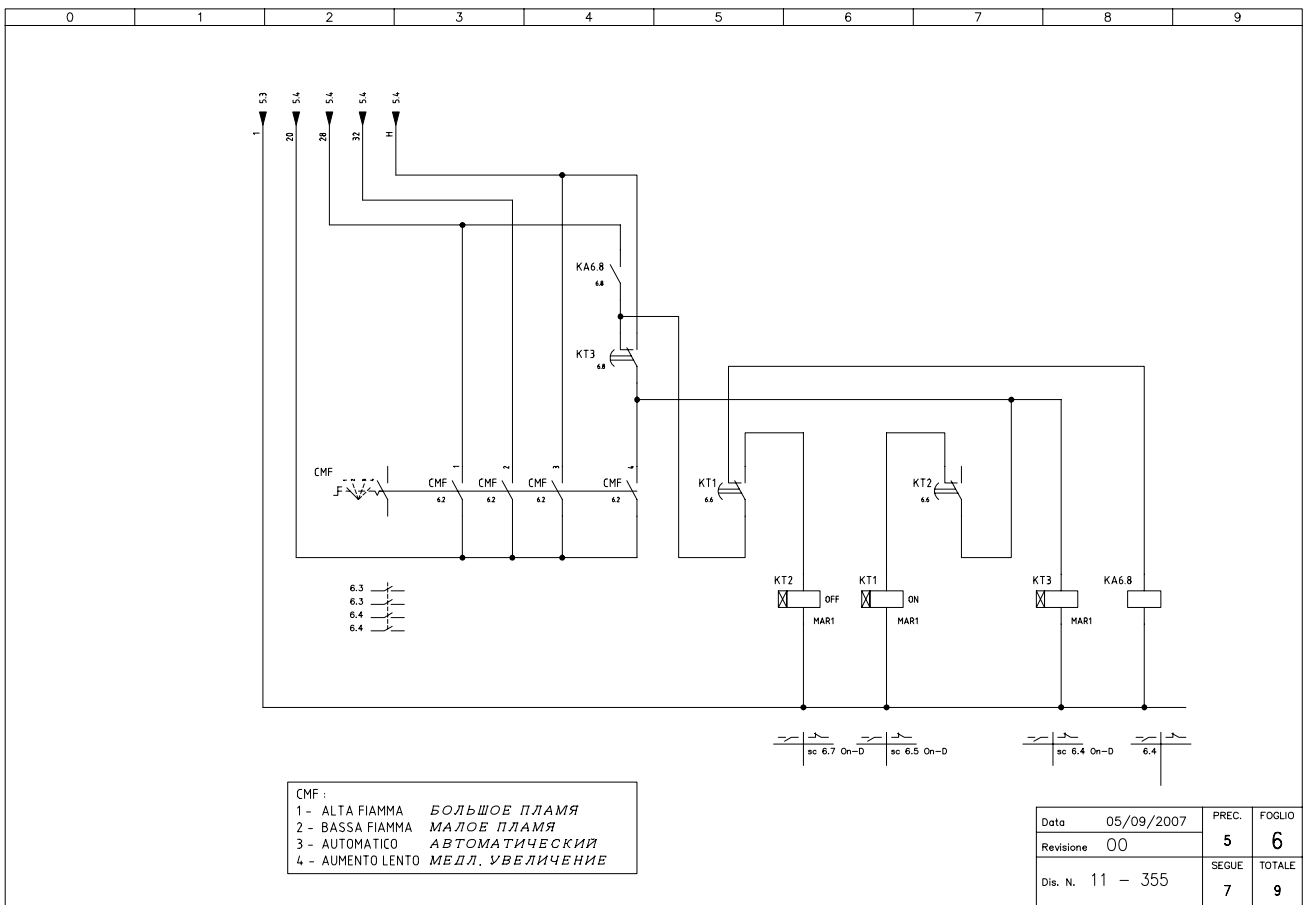 0 1 2 3 4 5 6 7 8 9
5.3 5.4 5.4 5.4 5.4
1 20 28 32 H
KA6.8
6.8
KT3
6.8
1 2 3 4
CMF
CMF CMF CMF CMF
6.2 6.2 6.2 6.2
KT1
6.6
KT2
6.6
KT2 OFF
MAR1
KT1 ON
MAR1
KT3
MAR1
KA6.8
6.3
6.3
6.4
6.4
sc 6.7 On-D
sc 6.5 On-D
sc 6.4 On-D
6.4
CMF :
1 - ALTA FIAMMA БОЛЬШОЕ ПЛАМЯ
2 - BASSA FIAMMA МАЛОЕ ПЛАМЯ
3 - AUTOMATICO АВТОМАТИЧЕСКИЙ
4 - AUMENTO LENTO МЕДЛ. УВЕЛИЧЕНИЕ
Data 05/09/2007
Revisione 00
Dis. N. 11 - 355
PREC. FOGLIO
5 6
SEGUE TOTALE
7 9